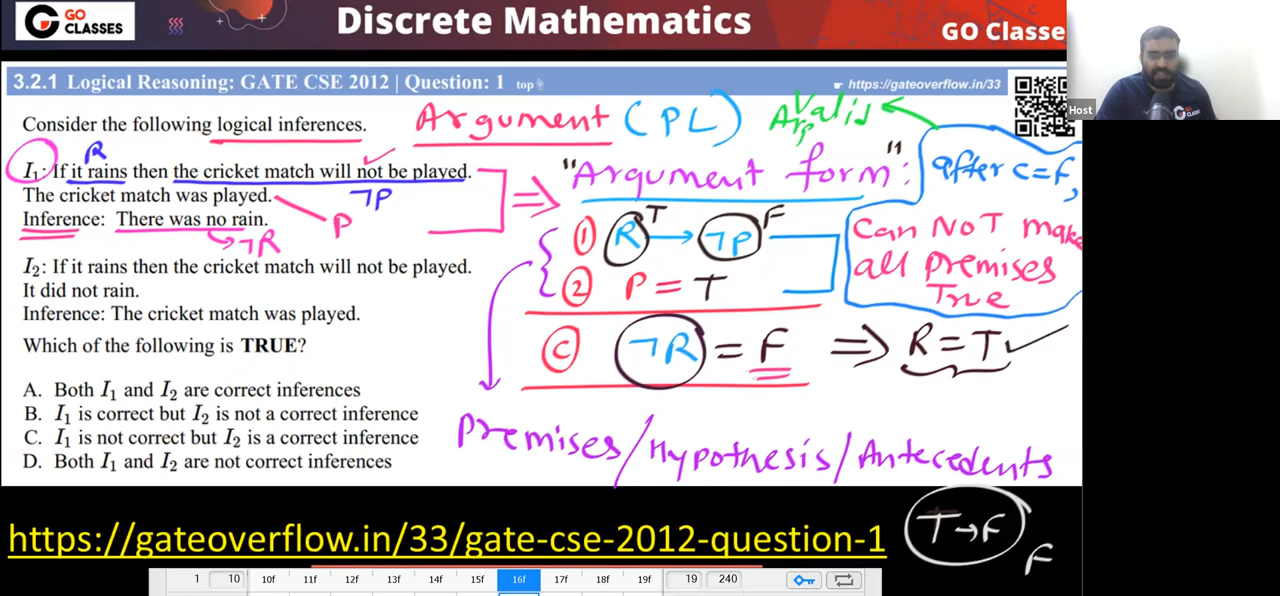 GO
CLASSES
Discrete Mathematics
GO Classe
3.2.1 Logical Reasoning: GATE CSE 2012 | Question: 1 top
https://gateoverflow.in/33
Host
Consider the following logical inferences.
Argument (PL)
Valid
Arg
R
I1: If it rains then the cricket match will not be played.
¬P
The cricket match was played.
P
Inference: There was no rain.
¬R
"Argument form":
after C=F,
Can NOT make
all premises
True
① R T → ¬P F
② P = T
Ⓒ ¬R = F ⇒ R = T ✓
I2: If it rains then the cricket match will not be played.
It did not rain.
Inference: The cricket match was played.
Which of the following is TRUE?
A. Both I1 and I2 are correct inferences
B. I1 is correct but I2 is not a correct inference
C. I1 is not correct but I2 is a correct inference
D. Both I1 and I2 are not correct inferences
Premises/Hypothesis/Antecedents
https://gateoverflow.in/33/gate-cse-2012-question-1
T→F
F
1 10 10f 11f 12f 13f 14f 15f 16f 17f 18f 19f 19 240